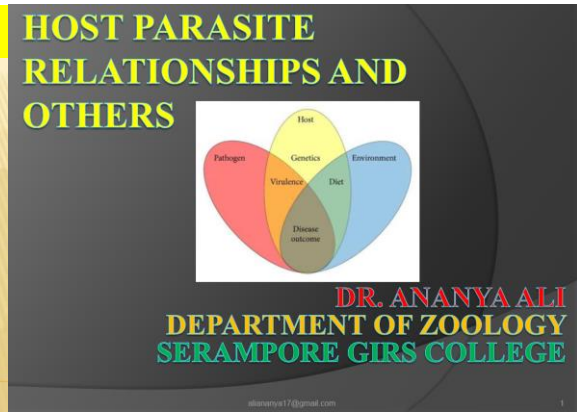 HOST PARASITE
RELATIONSHIPS AND
OTHERS
Host
Pathogen
Genetics
Environment
Virulence
Diet
Disease
outcome
DR. ANANYA ALI
DEPARTMENT OF ZOOLOGY
SERAMPORE GIRS COLLEGE
aliananya17@gmail.com
1